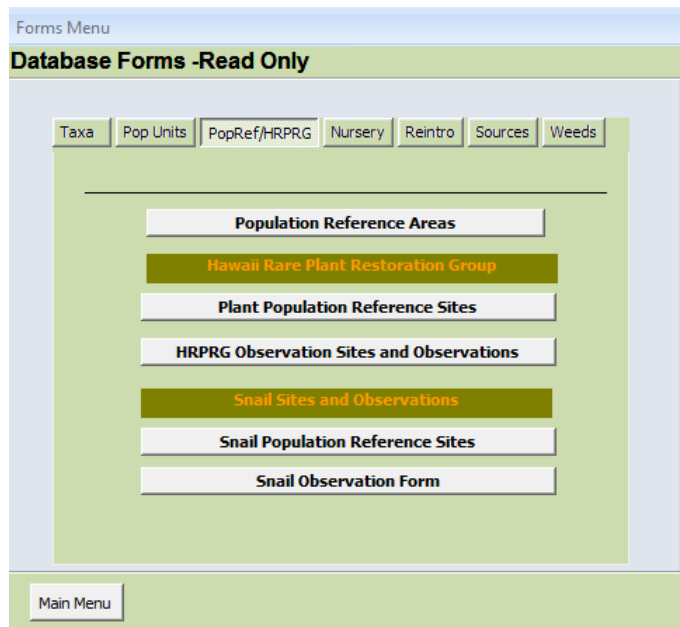 Forms Menu
Database Forms -Read Only
Taxa Pop Units PopRef/HRPRG Nursery Reintro Sources Weeds
Population Reference Areas
Hawaii Rare Plant Restoration Group
Plant Population Reference Sites
HRPRG Observation Sites and Observations
Snail Sites and Observations
Snail Population Reference Sites
Snail Observation Form
Main Menu